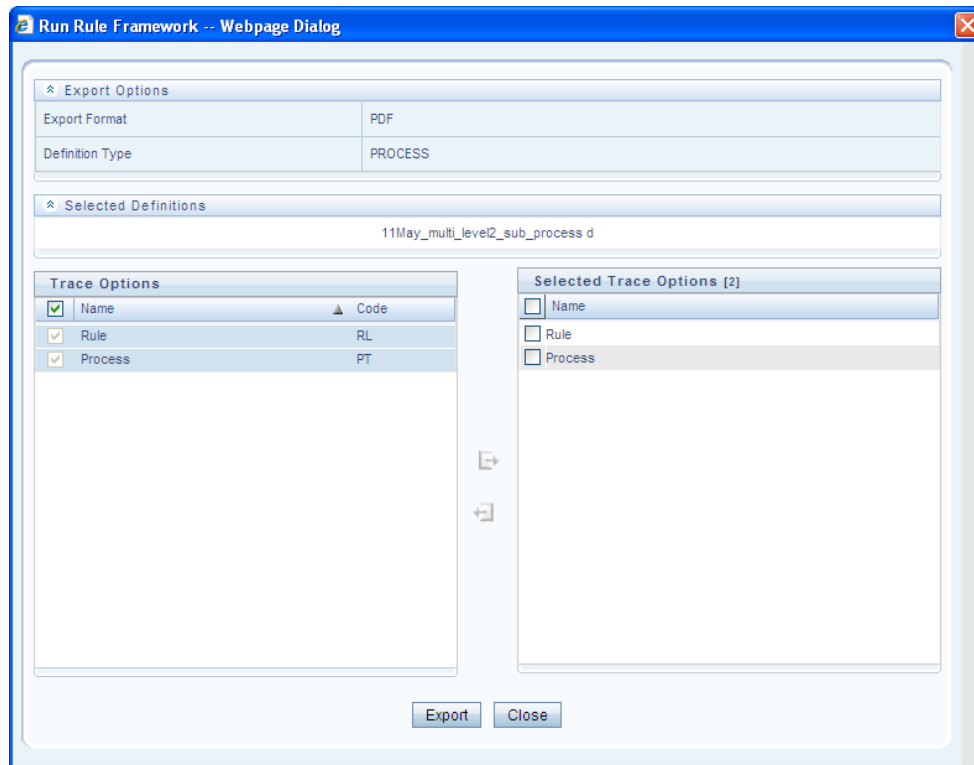 Run Rule Framework -- Webpage Dialog
Export Options
Export Format PDF
Definition Type PROCESS
Selected Definitions
11May_multi_level2_sub_process d
Trace Options
Name Code
Rule RL
Process PT
Selected Trace Options [2]
Name
Rule
Process
Export Close